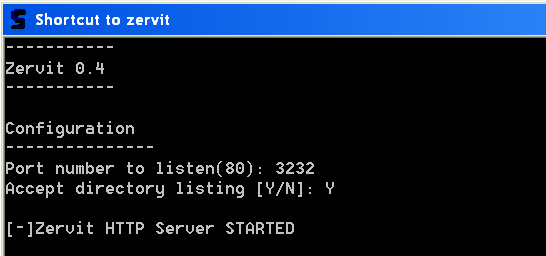 Shortcut to zervit
-----------
Zervit 0.4
-----------
Configuration
---------------
Port number to listen(80): 3232
Accept directory listing [Y/N]: Y
[-]Zervit HTTP Server STARTED